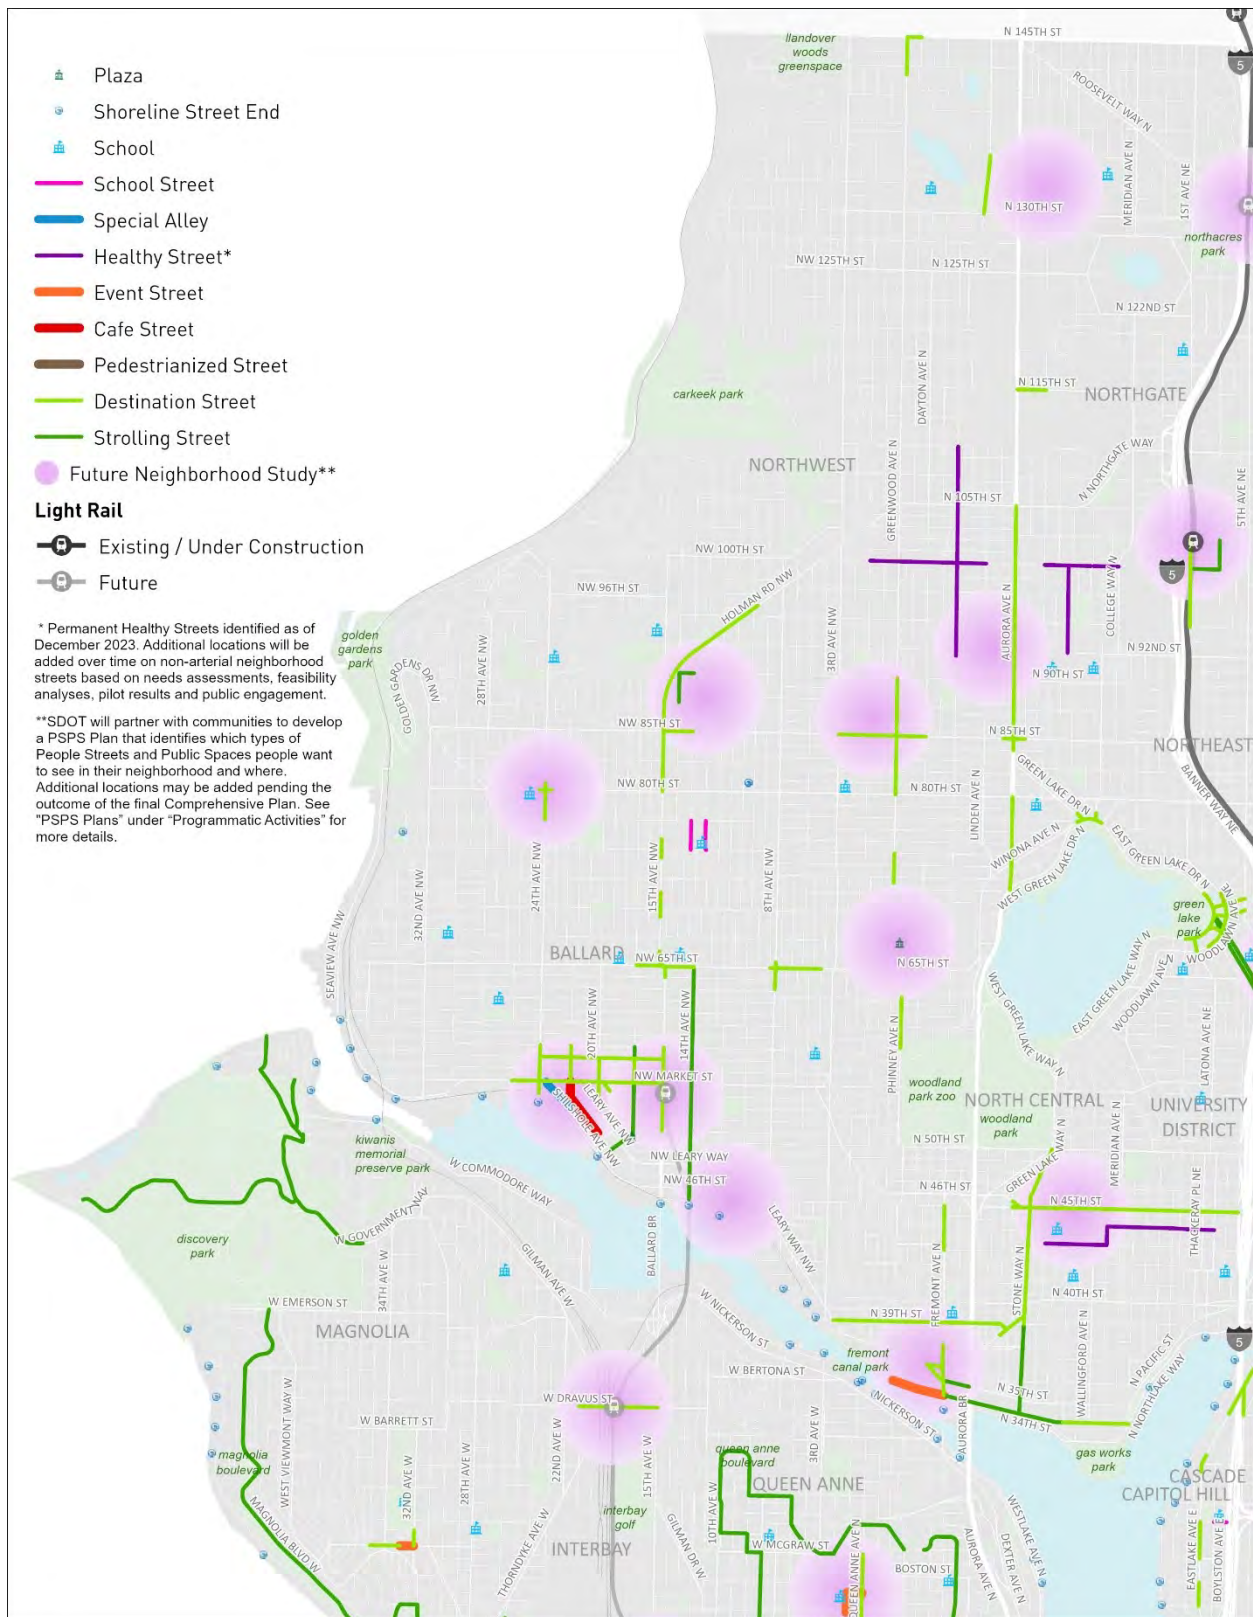 Plaza
Shoreline Street End
School
School Street
Special Alley
Healthy Street*
Event Street
Cafe Street
Pedestrianized Street
Destination Street
Strolling Street
Future Neighborhood Study**
Light Rail
Existing / Under Construction
Future
* Permanent Healthy Streets identified as of
December 2023. Additional locations will be
added over time on non-arterial neighborhood
streets based on needs assessments, feasibility
analyses, pilot results and public engagement.
**SDOT will partner with communities to develop
a PSPS Plan that identifies which types of
People Streets and Public Spaces people want
to see in their neighborhood and where.
Additional locations may be added pending the
outcome of the final Comprehensive Plan. See
"PSPS Plans" under "Programmatic Activities" for
more details.
llandover
woods
greenspace
N 145TH ST
5
ROOSEVELT WAY N
MERIDIAN AVE N
1ST AVE NE
N 130TH ST
northacres
park
NW 125TH ST
N 125TH ST
N 122ND ST
DAYTON AVE N
N 115TH ST
NORTHGATE
carkeek park
NORTHWEST
GREENWOOD AVE N
N NORTHGATE WAY
N 105TH ST
5TH AVE NE
NW 100TH ST
5
NW 96TH ST
HOLMAN RD NW
AURORA AVE N
COLLEGE WAY N
golden
gardens
park
GOLDEN GARDENS DR NW
28TH AVE NW
3RD AVE NW
N 92ND ST
N 90TH ST
NW 85TH ST
N 85TH ST
NORTHEAST
NW 80TH ST
N 80TH ST
LINDEN AVE N
GREEN LAKE DR N
BANNER WAY NE
WINONA AVE N
WEST GREEN LAKE DR N
EAST GREEN LAKE DR N
24TH AVE NW
15TH AVE NW
8TH AVE NW
32ND AVE NW
SEAVIEW AVE NW
green
lake
park
WOODLAWN AVE NE
BALLARD
NW 65TH ST
N 65TH ST
WOODLAWN AVE N
EAST GREEN LAKE WAY N
WEST GREEN LAKE WAY N
20TH AVE NW
14TH AVE NW
PHINNEY AVE N
LATONA AVE NE
NW MARKET ST
SHILSHOLE AVE NW
LEARY AVE NW
woodland
park zoo
NORTH CENTRAL
woodland
park
UNIVERSITY
DISTRICT
kiwanis
memorial
preserve park
N 50TH ST
MERIDIAN AVE N
NW LEARY WAY
W COMMODORE WAY
NW 46TH ST
N 46TH ST
GREEN LAKE WAY N
N 45TH ST
THACKERAY PL NE
W GOVERNMENT WAY
discovery
park
GILMAN AVE W
BALLARD BR
LEARY WAY NW
FREMONT AVE N
STONE WAY N
34TH AVE W
N 40TH ST
W EMERSON ST
W NICKERSON ST
N 39TH ST
WALLINGFORD AVE N
MAGNOLIA
5
fremont
canal park
N PACIFIC ST
N NORTHLAKE WAY
W BERTONA ST
W DRAVUS ST
NICKERSON ST
N 35TH ST
WEST VIEWMONT WAY W
W BARRETT ST
3RD AVE W
AURORA BR
N 34TH ST
magnolia
boulevard
22ND AVE W
15TH AVE W
queen anne
boulevard
gas works
park
28TH AVE W
32ND AVE W
10TH AVE W
QUEEN ANNE
CASCADE
CAPITOL HILL
MAGNOLIA BLVD W
THORNDYKE AVE W
interbay
golf
GILMAN DR W
W MCGRAW ST
QUEEN ANNE AVE N
WESTLAKE AVE N
INTERBAY
BOSTON ST
AURORA AVE N
DEXTER AVE N
EASTLAKE AVE E
BOYLSTON AVE E